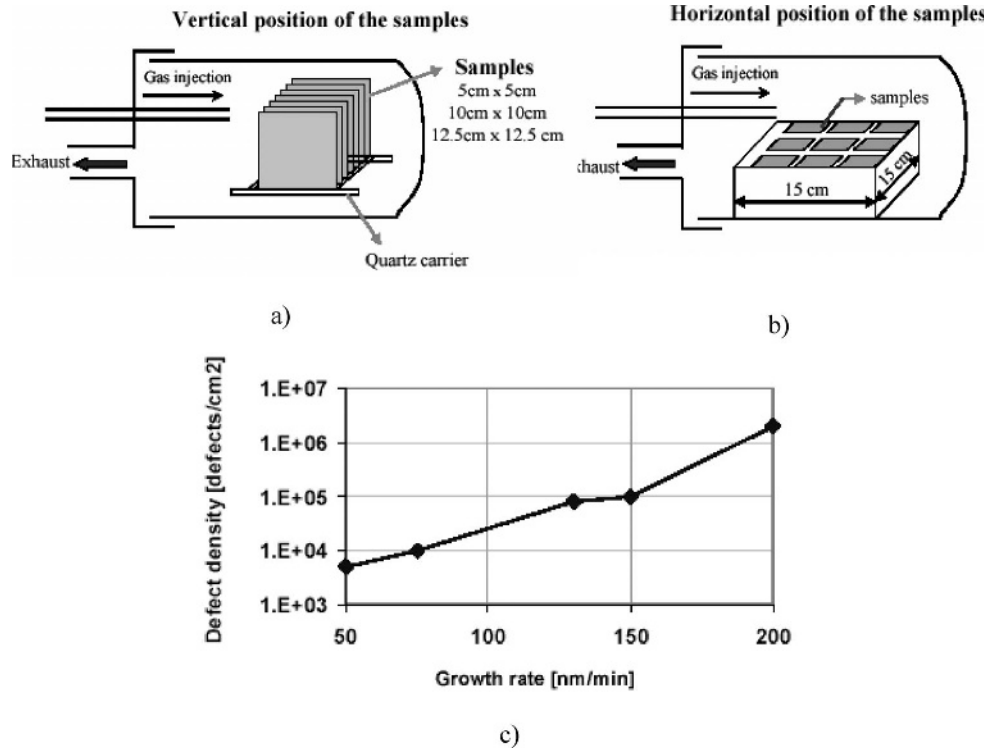 Vertical position of the samples
Gas injection
Samples
5cm x 5cm
10cm x 10cm
12.5cm x 12.5 cm
Exhaust
Quartz carrier
a)
Horizontal position of the samples
Gas injection
samples
xhaust
15 cm
15 cm
b)
Defect density [defects/cm2]
1.E+07
1.E+06
1.E+05
1.E+04
1.E+03
50 100 150 200
Growth rate [nm/min]
c)